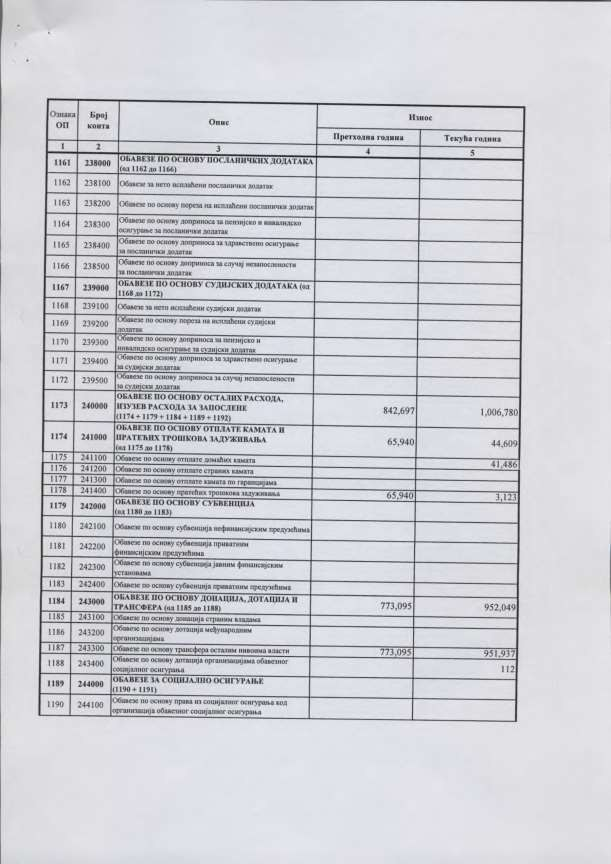 Ознака ОП Број конта Опис Износ
Претходна година Текућа година
1 2 3 4 5
1161 238000 ОБАВЕЗЕ ПО ОСНОВУ ПОСЛАНИЧКИХ ДОДАТАКА
(од 1162 до 1166)
1162 238100 Обавезе за нето исплаћени посланички додатак
1163 238200 Обавезе по основу пореза на исплаћени посланички додатак
1164 238300 Обавезе по основу доприноса за пензијско и инвалидско
осигурање за посланички додатак
1165 238400 Обавезе по основу доприноса за здравствено осигурање
за посланички додатак
1166 238500 Обавезе по основу доприноса за случај незапослености
за посланички додатак
1167 239000 ОБАВЕЗЕ ПО ОСНОВУ СУДИЈСКИХ ДОДАТАКА (од
1168 до 1172)
1168 239100 Обавезе за нето исплаћени судијски додатак
1169 239200 Обавезе по основу пореза на исплаћени судијски
додатак
1170 239300 Обавезе по основу доприноса за пензијско и
инвалидско осигурање за судијски додатак
1171 239400 Обавезе по основу доприноса за здравствено осигурање
за судијски додатак
1172 239500 Обавезе по основу доприноса за случај незапослености
за судијски додатак
1173 240000 ОБАВЕЗЕ ПО ОСНОВУ ОСТАЛИХ РАСХОДА,
ИЗУЗЕВ РАСХОДА ЗА ЗАПОСЛЕНЕ
(1174 + 1179 + 1184 + 1189 + 1192) 842,697 1,006,780
1174 241000 ОБАВЕЗЕ ПО ОСНОВУ ОТПЛАТЕ КАМАТА И
ПРАТЕЋИХ ТРОШКОВА ЗАДУЖИВАЊА
(од 1175 до 1178) 65,940 44,609
1175 241100 Обавезе по основу отплате домаћих камата 41,486
1176 241200 Обавезе по основу отплате страних камата
1177 241300 Обавезе по основу отплате камата по гаранцијама
1178 241400 Обавезе по основу пратећих трошкова задуживања 65,940 3,123
1179 242000 ОБАВЕЗЕ ПО ОСНОВУ СУБВЕНЦИЈА
(од 1180 до 1183)
1180 242100 Обавезе по основу субвенција нефинансијским предузећима
1181 242200 Обавезе по основу субвенција приватним
финансијским предузећима
1182 242300 Обавезе по основу субвенција јавним финансијским
установама
1183 242400 Обавезе по основу субвенција приватним предузећима
1184 243000 ОБАВЕЗЕ ПО ОСНОВУ ДОНАЦИЈА, ДОТАЦИЈА И
ТРАНСФЕРА (од 1185 до 1188) 773,095 952,049
1185 243100 Обавезе по основу донација страним владама
1186 243200 Обавезе по основу дотација међународним
организацијама
1187 243300 Обавезе по основу трансфера осталим нивоима власти 773,095 951,937
1188 243400 Обавезе по основу дотација организацијама обавезног
социјалног осигурања 112
1189 244000 ОБАВЕЗЕ ЗА СОЦИЈАЛНО ОСИГУРАЊЕ
(1190 + 1191)
1190 244100 Обавезе по основу права из социјалног осигурања код
организација обавезног социјалног осигурања